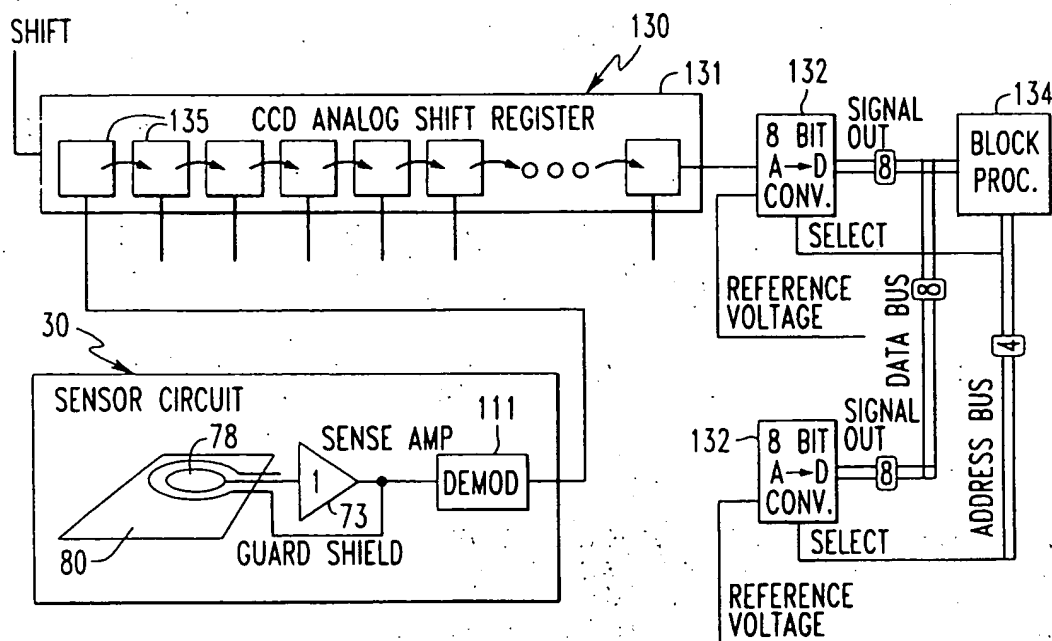 SHIFT
130
131
135
CCD ANALOG SHIFT REGISTER
132
8 BIT
A→D
CONV.
SIGNAL
OUT
8
134
BLOCK
PROC.
SELECT
REFERENCE
VOLTAGE
DATA BUS
8
ADDRESS BUS
4
30
SENSOR CIRCUIT
78
SENSE AMP
111
1
DEMOD
73
80
GUARD SHIELD
132
8 BIT
A→D
CONV.
SIGNAL
OUT
8
SELECT
REFERENCE
VOLTAGE